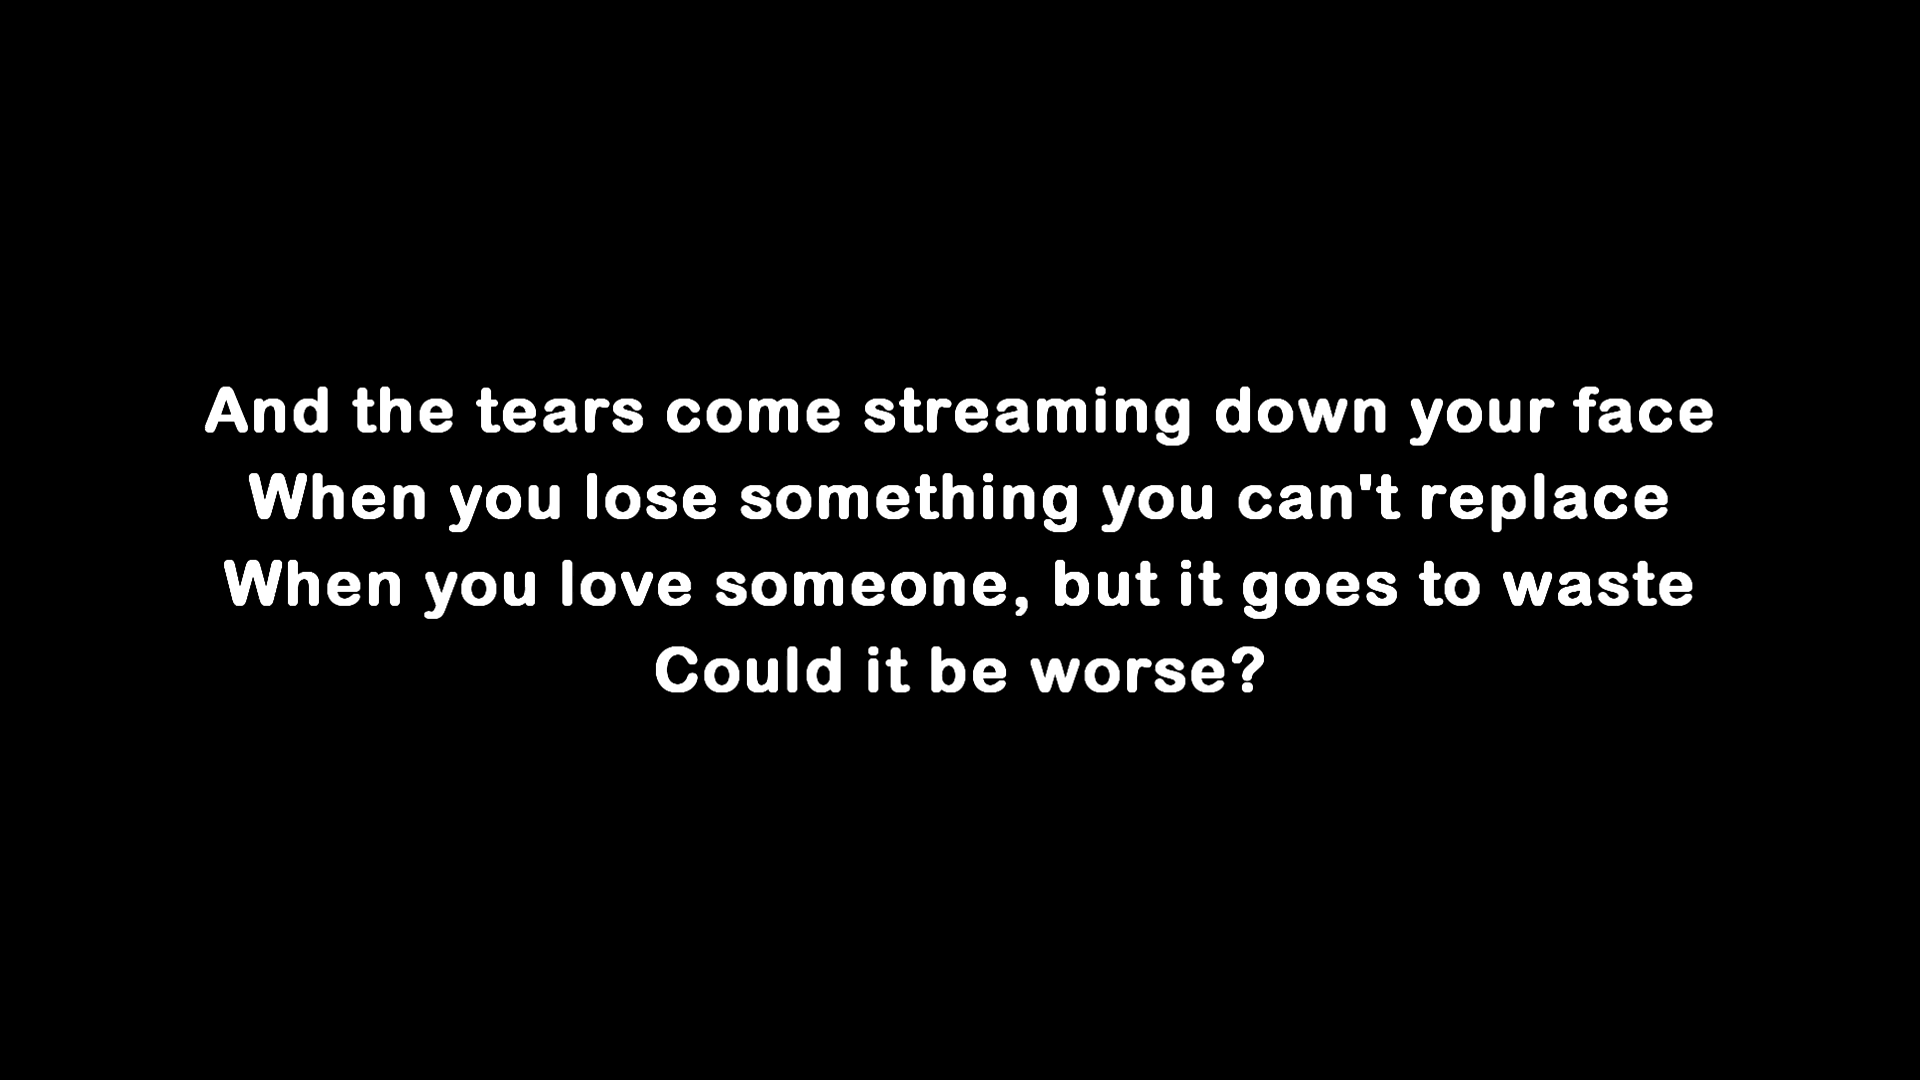 And the tears come streaming down your face
When you lose something you can't replace
When you love someone, but it goes to waste
Could it be worse?